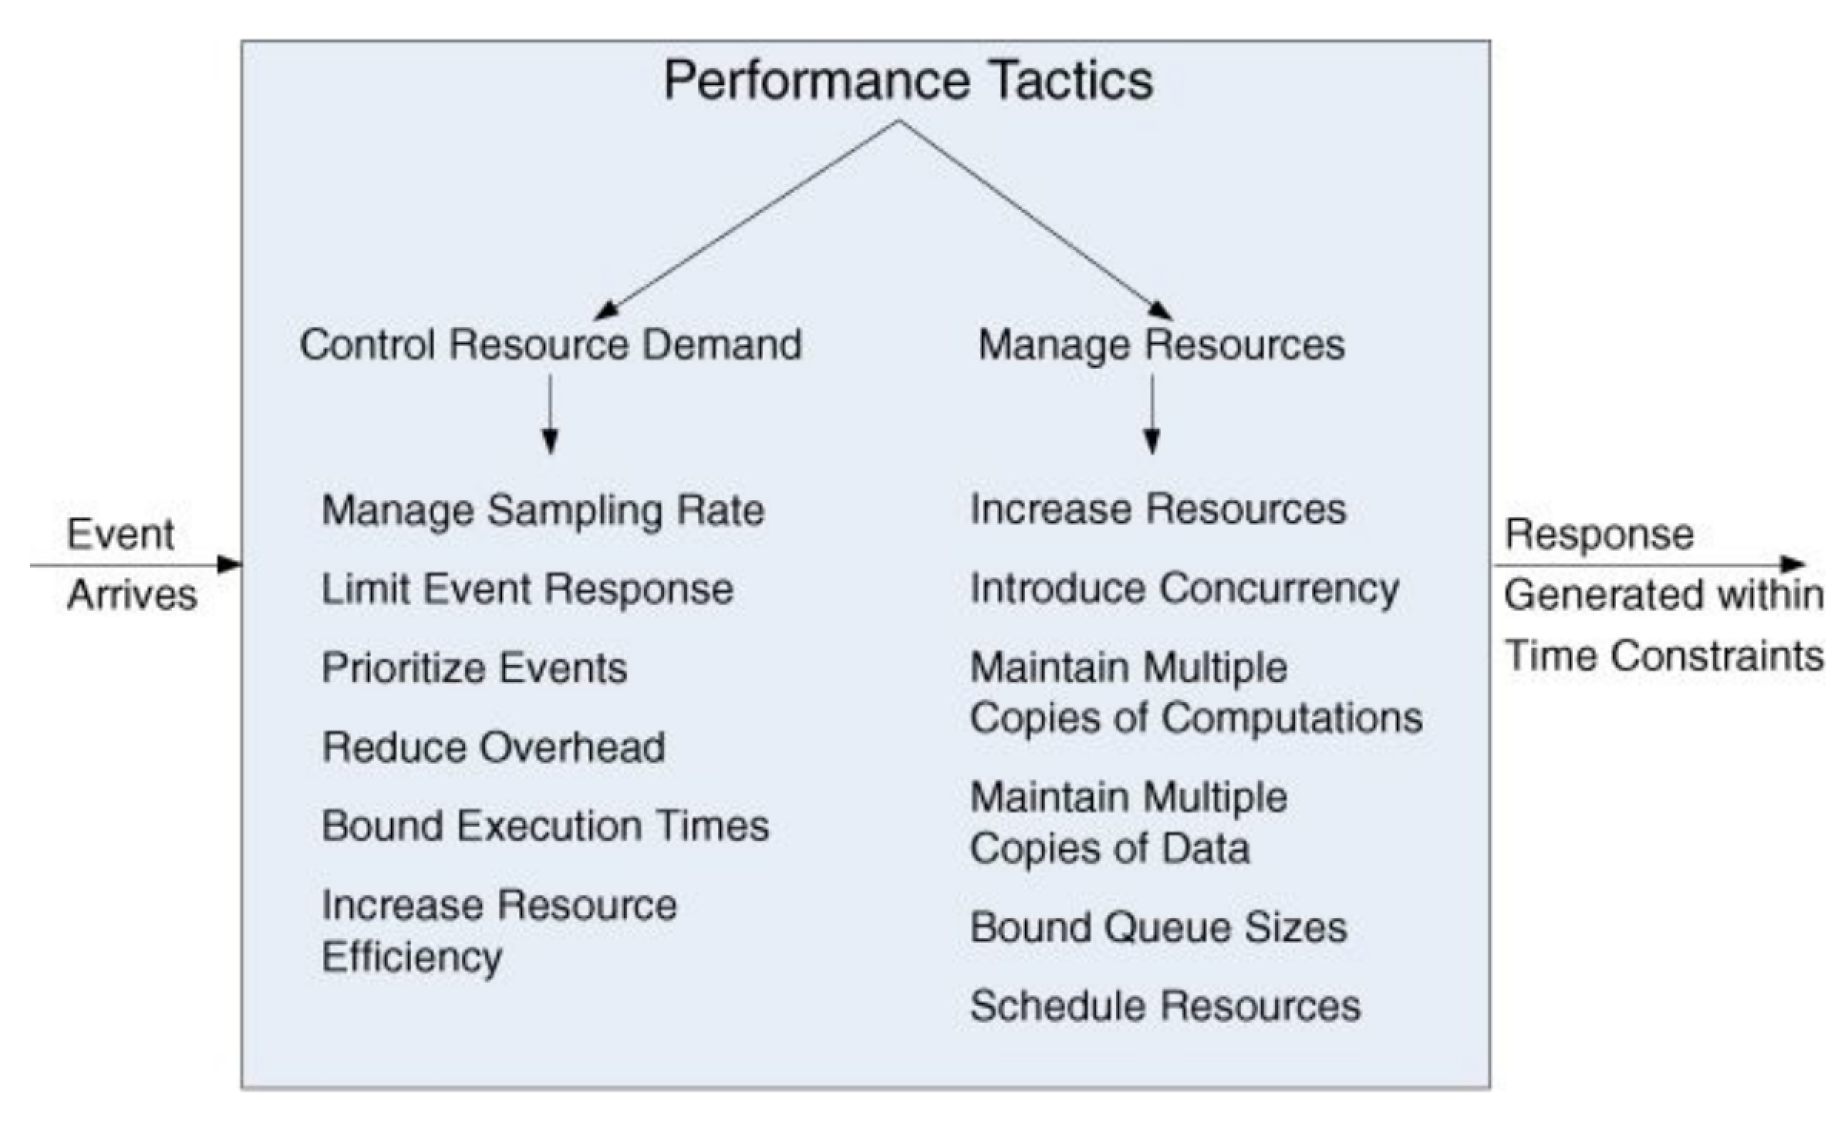 Performance Tactics
Control Resource Demand
Manage Sampling Rate
Limit Event Response
Prioritize Events
Reduce Overhead
Bound Execution Times
Increase Resource
Efficiency
Manage Resources
Increase Resources
Introduce Concurrency
Maintain Multiple
Copies of Computations
Maintain Multiple
Copies of Data
Bound Queue Sizes
Schedule Resources
Event
Arrives
Response
Generated within
Time Constraints